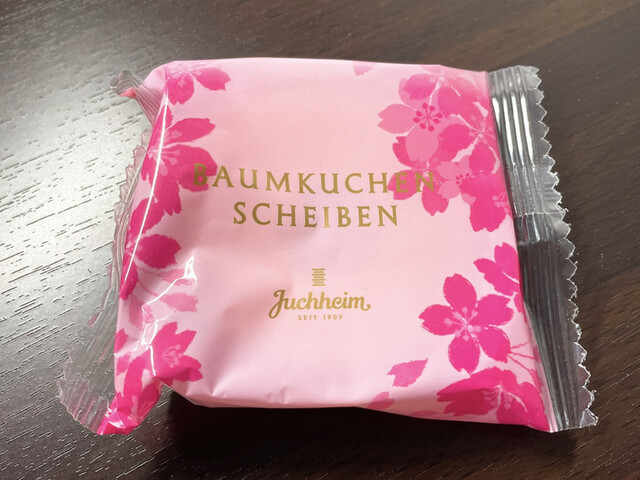 BAUMKUCHEN
SCHEIBEN
Juchheim
SEIT 1909